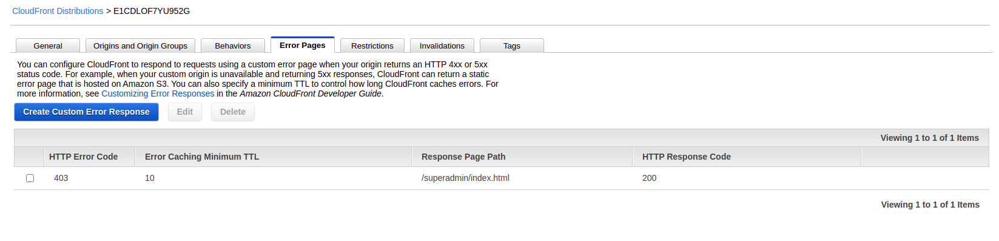 CloudFront Distributions > E1CDLOF7YU952G
General Origins and Origin Groups Behaviors Error Pages Restrictions Invalidations Tags
You can configure CloudFront to respond to requests using a custom error page when your origin returns an HTTP 4xx or 5xx
status code. For example, when your custom origin is unavailable and returning 5xx responses, CloudFront can return a static
error page that is hosted on Amazon S3. You can also specify a minimum TTL to control how long CloudFront caches errors. For
more information, see Customizing Error Responses in the Amazon CloudFront Developer Guide.
Create Custom Error Response Edit Delete
Viewing 1 to 1 of 1 Items
HTTP Error Code Error Caching Minimum TTL Response Page Path HTTP Response Code
403 10 /superadmin/index.html 200
Viewing 1 to 1 of 1 Items